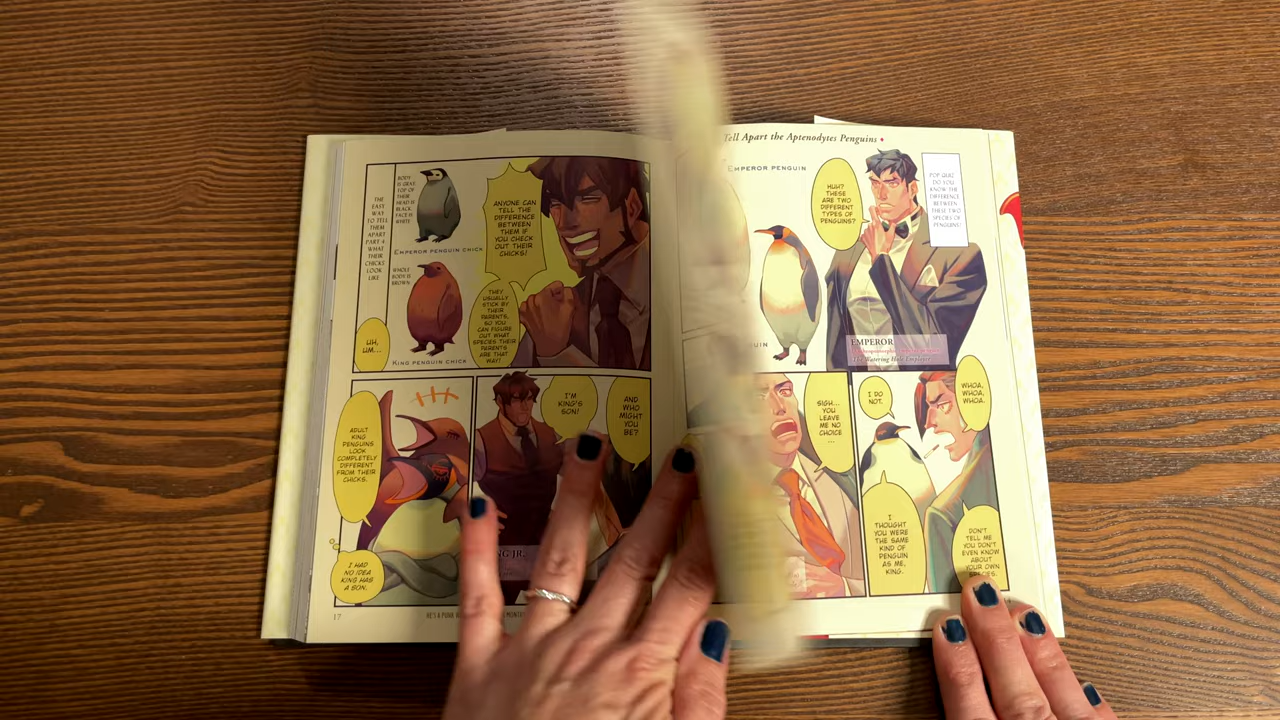 Tell Apart the Aptenodytes Penguins •
POP QUIZ
DO YOU
KNOW THE
DIFFERENCE
BETWEEN
THESE TWO
SPECIES OF
PENGUINS?
HUH?
THESE
ARE TWO
DIFFERENT
TYPES OF
PENGUINS?
EMPEROR PENGUIN
EMPEROR
The Watering Hole Employee
WHOA,
WHOA,
WHOA.
DON'T
TELL ME
YOU DON'T
EVEN KNOW
ABOUT
YOUR OWN
SPECIES.
I DO
NOT.
I
THOUGHT
YOU WERE
THE SAME
KIND OF
PENGUIN
AS ME,
KING.
SIGH...
YOU
LEAVE ME
NO CHOICE
...
ANYONE CAN
TELL THE
DIFFERENCE
BETWEEN
THEM IF
YOU CHECK
OUT THEIR
CHICKS!
THEY
USUALLY
STICK BY
THEIR
PARENTS,
SO YOU
CAN FIGURE
OUT WHAT
SPECIES THEIR
PARENTS
ARE THAT
WAY!
BODY
IS GRAY.
TOP OF
THEIR
HEAD IS
BLACK.
FACE IS
WHITE.
EMPEROR PENGUIN CHICK
WHOLE
BODY IS
BROWN.
KING PENGUIN CHICK
THE
EASY
WAY
TO TELL
THEM
APART
PART 4
WHAT
THEIR
CHICKS
LOOK
LIKE
UH,
UM...
AND
WHO
MIGHT
YOU
BE?
I'M
KING'S
SON!
NG JR.
ADULT
KING
PENGUINS
LOOK
COMPLETELY
DIFFERENT
FROM THEIR
CHICKS.
I HAD
NO IDEA
KING HAS
A SON.
17